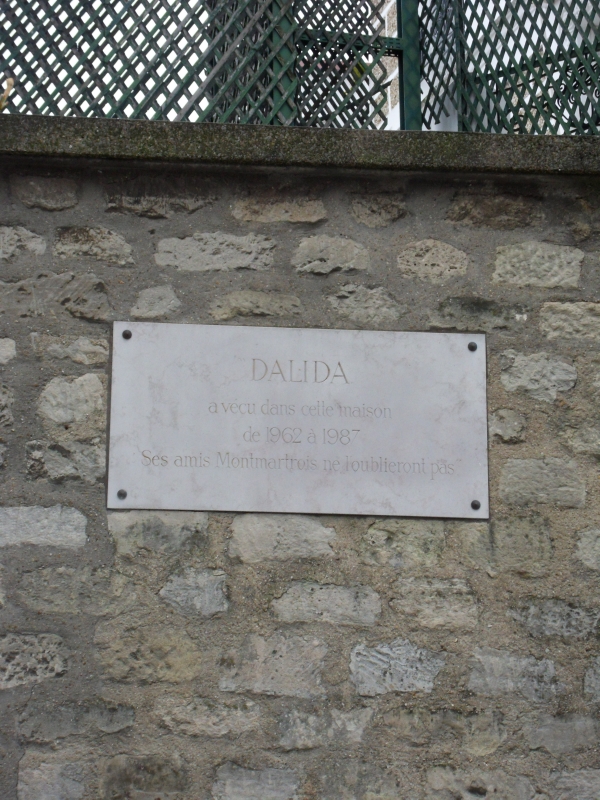 DALIDA
a vécu dans cette maison
de 1962 à 1987
Ses amis Montmartrois ne l'oublieront pas